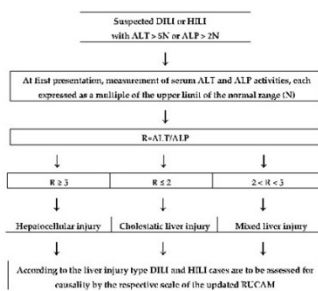 Suspected DILI or HILI
with ALT > 5N or ALP > 2N
At first presentation, measurement of serum ALT and ALP activities, each
expressed as a multiple of the upper limit of the normal range (N)
R=ALT/ALP
R ≥ 5
R ≤ 2
2 < R < 5
Hepatocellular injury
Cholestatic liver injury
Mixed liver injury
According to the liver injury type DILI and HILI cases are to be assessed for
causality by the respective scale of the updated RUCAM